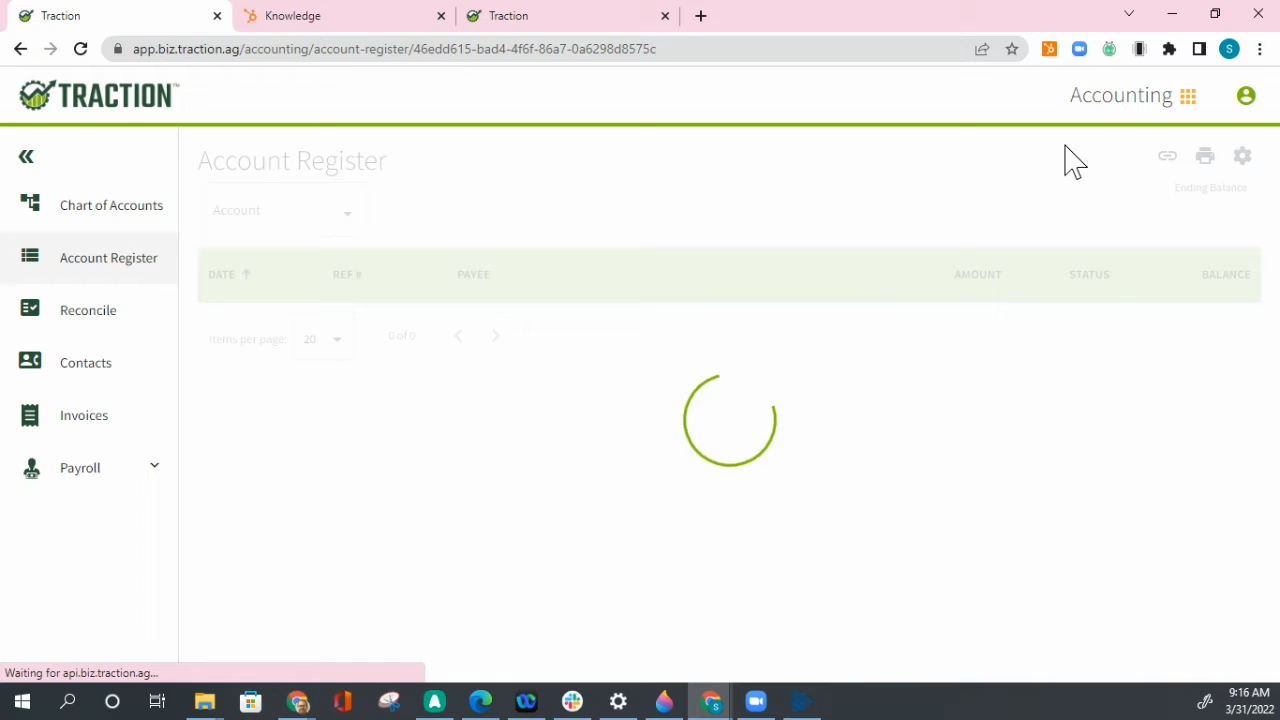 Traction
Knowledge
Traction
app.biz.traction.ag/accounting/account-register/46edd615-bad4-4f6f-86a7-0a6298d8575c
S
TRACTION™
Accounting
Chart of Accounts
Account Register
Reconcile
Contacts
Invoices
Payroll
Account Register
Ending Balance
Account
DATE REF # PAYEE AMOUNT STATUS BALANCE
Items per page: 20 0 of 0
Waiting for api.biz.traction.ag...
9:16 AM
3/31/2022